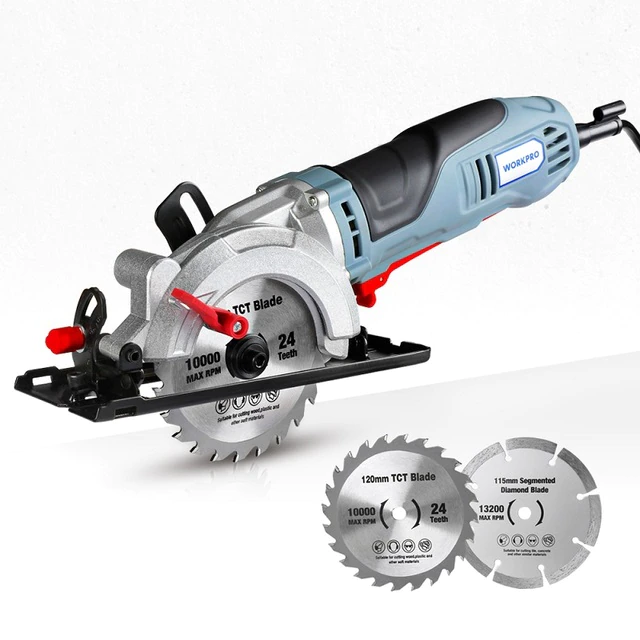 WORKPRO
TCT Blade
10000
MAX RPM
24
Teeth
Suitable for cutting wood,plastic and
other soft materials
120mm TCT Blade
10000
MAX RPM
24
Teeth
Suitable for cutting wood,plastic and
other soft materials
115mm Segmented
Diamond Blade
13200
MAX RPM
Suitable for cutting tile, concrete
and other similar materials